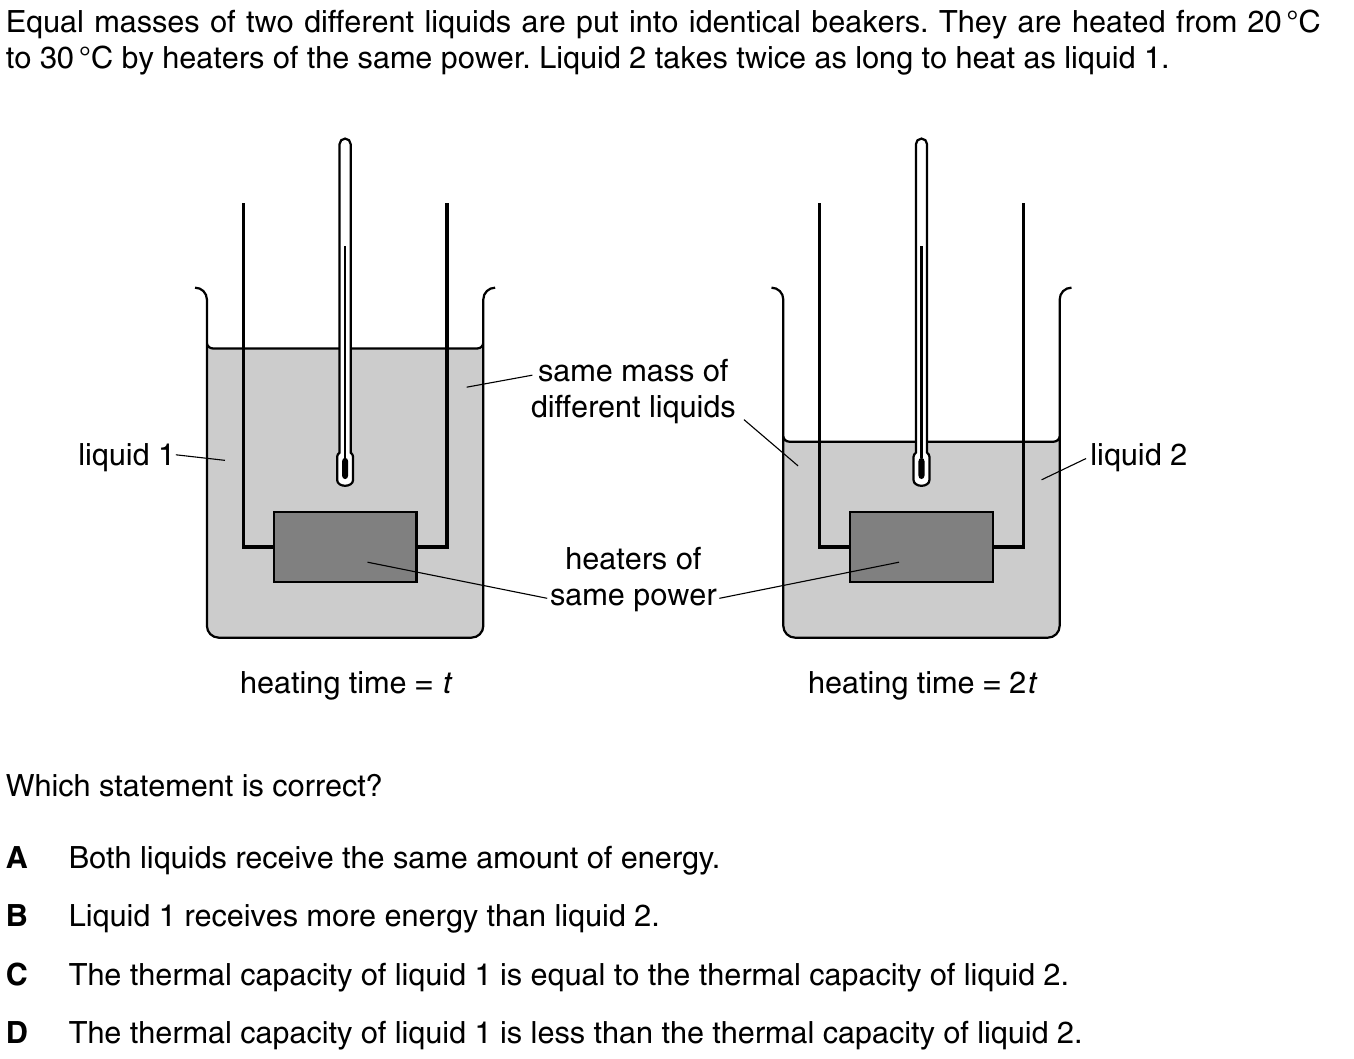 Equal masses of two different liquids are put into identical beakers. They are heated from 20 °C
to 30 °C by heaters of the same power. Liquid 2 takes twice as long to heat as liquid 1.
same mass of
different liquids
liquid 1
liquid 2
heaters of
same power
heating time = t
heating time = 2t
Which statement is correct?
A Both liquids receive the same amount of energy.
B Liquid 1 receives more energy than liquid 2.
C The thermal capacity of liquid 1 is equal to the thermal capacity of liquid 2.
D The thermal capacity of liquid 1 is less than the thermal capacity of liquid 2.